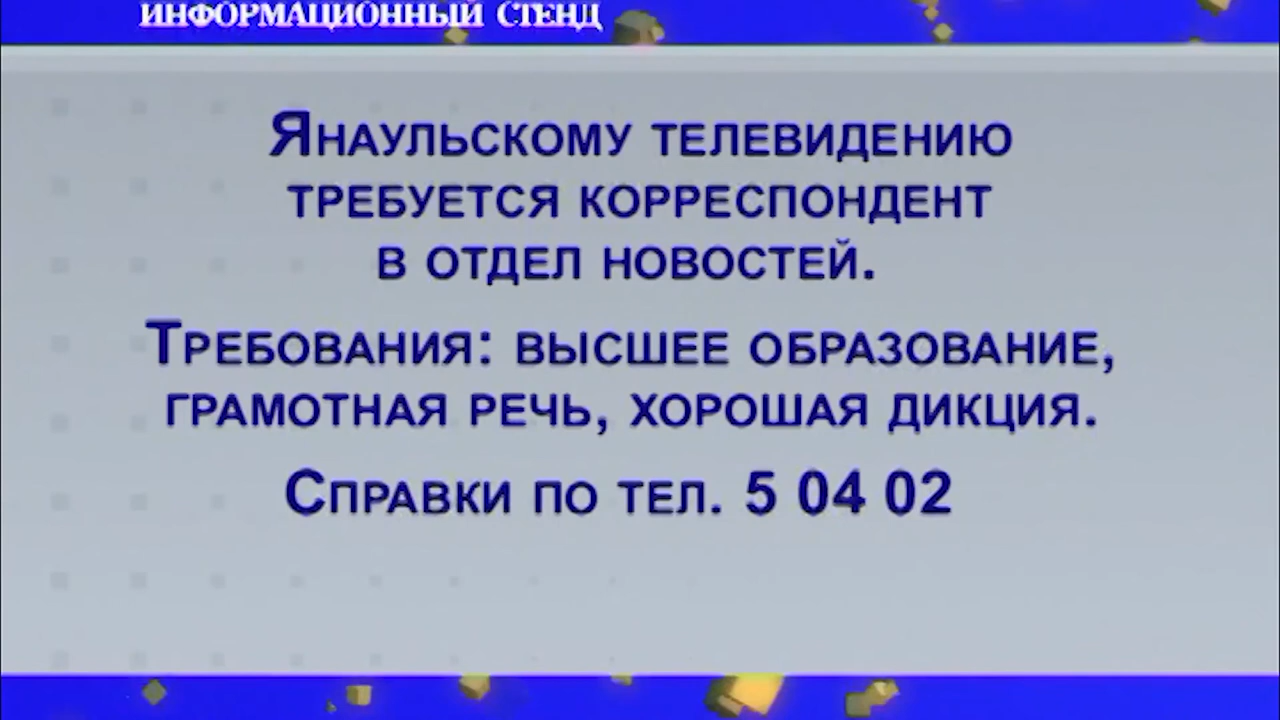 ИНФОРМАЦИОННЫЙ СТЕНД
Янаульскому телевидению
требуется корреспондент
в отдел новостей.
Требования: высшее образование,
грамотная речь, хорошая дикция.
Справки по тел. 5 04 02